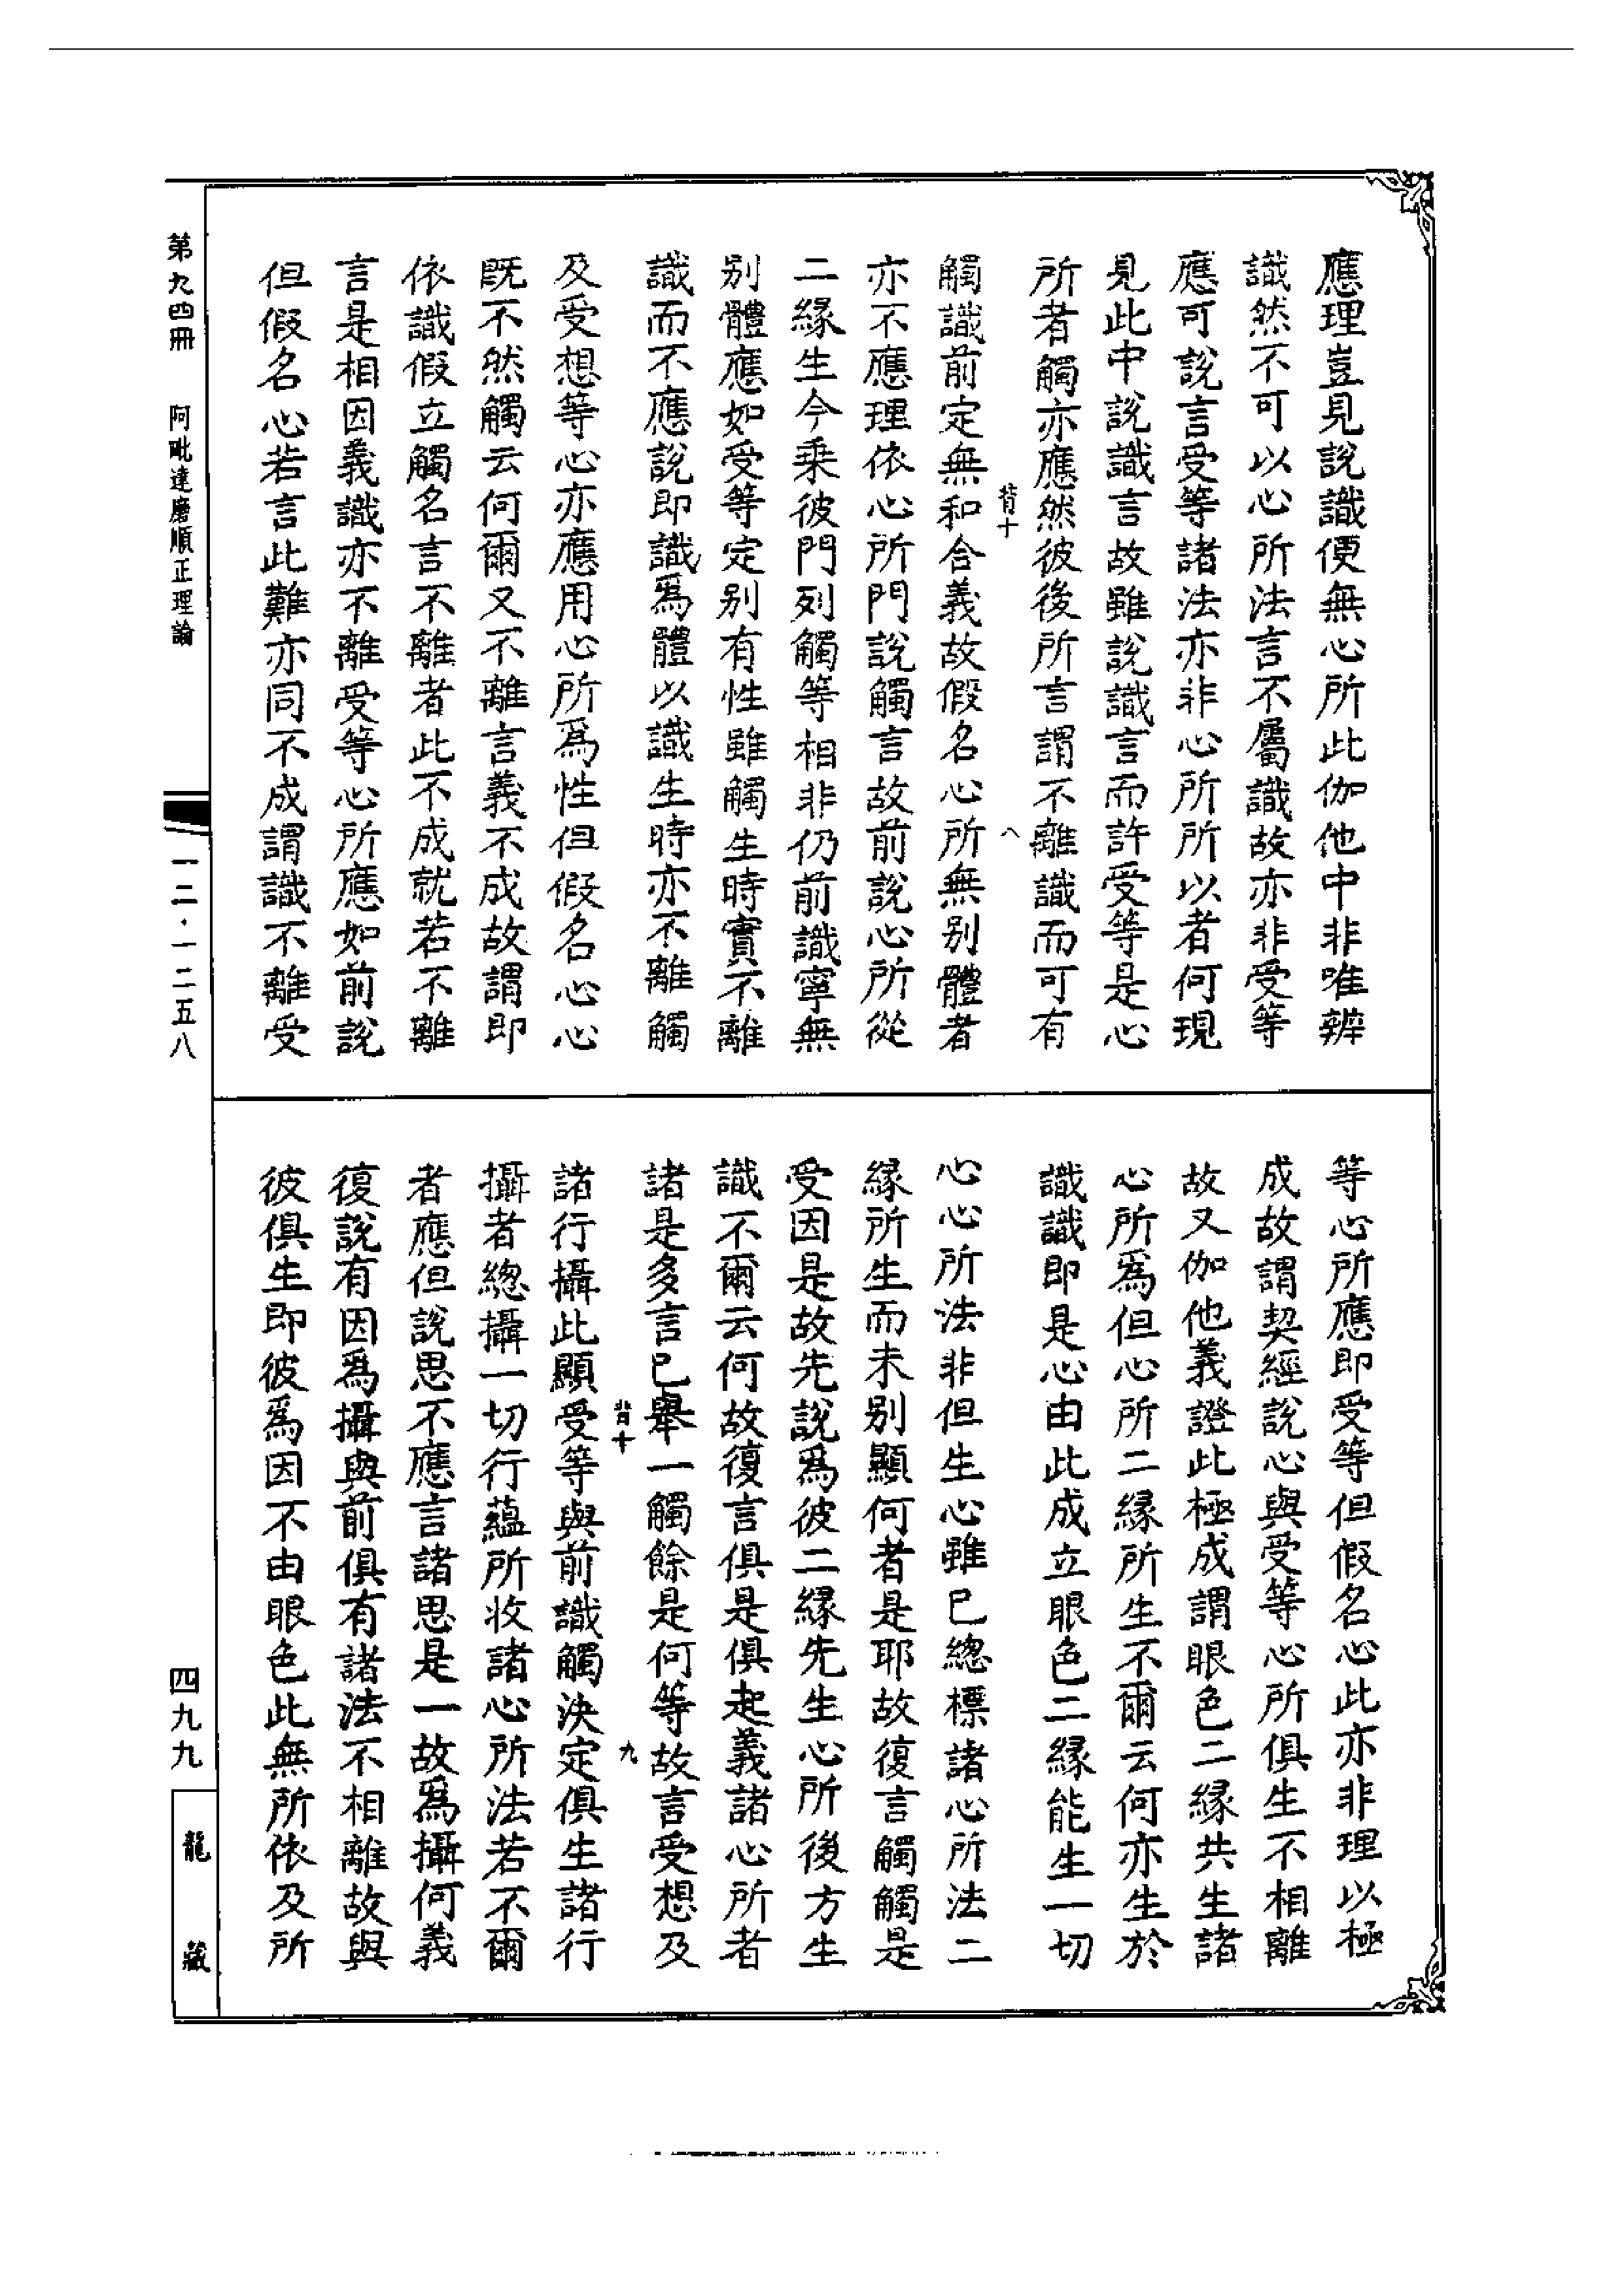 應理豈見說識便無心所此伽他中非唯辨
識然不可以心所法言不屬識故亦非受等
應可說言受等諸法亦非心所所以者何現
見此中說識言故雖說識言而許受等是心
所者觸亦應然彼後所言謂不離識而可有
背十 八
觸識前定無和合義故假名心所無别體者
亦不應理依心所門說觸言故前說心所從
二緣生今乗彼門列觸等相非仍前識寧無
别體應如受等定别有性雖觸生時實不離
識而不應說即識爲體以識生時亦不離觸
及受想等心亦應用心所爲性但假名心心
旣不然觸云何爾又不離言義不成故謂即
依識假立觸名言不離者此不成就若不離
言是相因義識亦不離受等心所應如前說
但假名心若言此難亦同不成謂識不離受
等心所應即受等但假名心此亦非理以極
成故謂契經說心與受等心所俱生不相離
故又伽他義證此極成謂眼色二緣共生諸
心所爲但心所二緣所生不爾云何亦生於
識識即是心由此成立眼色二緣能生一切
心心所法非但生心雖已總標諸心所法二
緣所生而未别顯何者是耶故復言觸觸是
受因是故先說爲彼二緣先生心所後方生
識不爾云何故復言俱是俱起義諸心所者
諸是多言已舉一觸餘是何等故言受想及
背十 九
諸行攝此顯受等與前識觸決定俱生諸行
攝者總攝一切行蘊所收諸心所法若不爾
者應但說思不應言諸思是一故爲攝何義
復說有因爲攝與前俱有諸法不相離故與
彼俱生即彼爲因不由眼色此無所依及所
第九四冊 阿毗達磨順正理論
一二·一二五八
四九九
龍藏